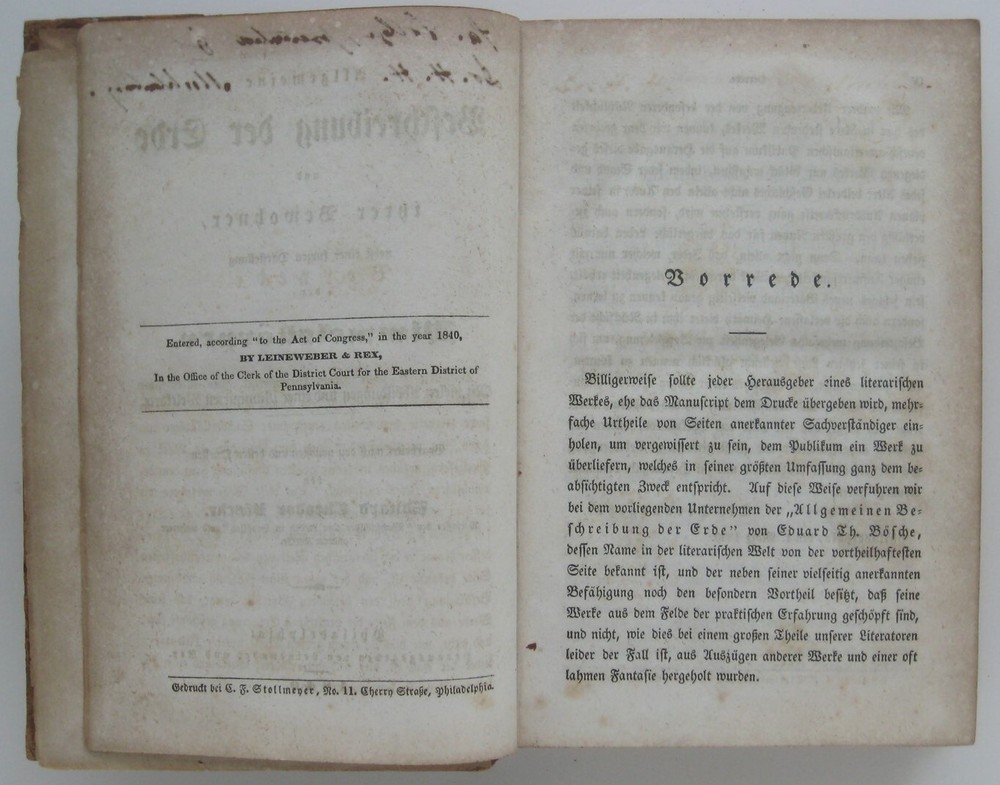 Entered, according "to the Act of Congress," in the year 1840,
BY LEINEWEBER & REX,
In the Office of the Clerk of the District Court for the Eastern District of
Pennsylvania.
Gedruckt bei C. F. Stollmeyer, No. 11. Cherry Straße, Philadelphia.
Vorrede.
Billigerweise sollte jeder Herausgeber eines literarischen
Werkes, ehe das Manuscript dem Drucke übergeben wird, mehr=
fache Urtheile von Seiten anerkannter Sachverständiger ein=
holen, um vergewissert zu sein, dem Publikum ein Werk zu
überliefern, welches in seiner größten Umfassung ganz dem be=
absichtigten Zweck entspricht. Auf diese Weise verfuhren wir
bei dem vorliegenden Unternehmen der „Allgemeinen Be=
schreibung der Erde" von Eduard Th. Bösche,
dessen Name in der literarischen Welt von der vortheilhaftesten
Seite bekannt ist, und der neben seiner vielseitig anerkannten
Befähigung noch den besondern Vortheil besitzt, daß seine
Werke aus dem Felde der praktischen Erfahrung geschöpft sind,
und nicht, wie dies bei einem großen Theile unserer Literatoren
leider der Fall ist, aus Auszügen anderer Werke und einer oft
lahmen Fantasie hergeholt wurden.